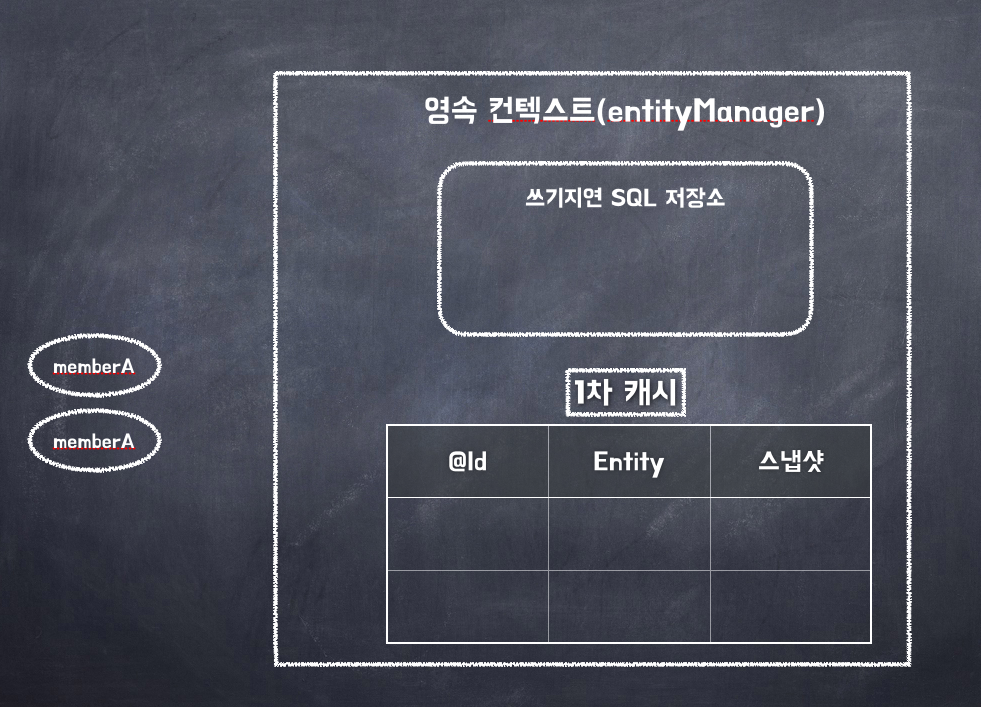 영속 컨텍스트(entityManager)
쓰기지연 SQL 저장소
memberA
memberA
1차 캐시
@Id Entity 스냅샷